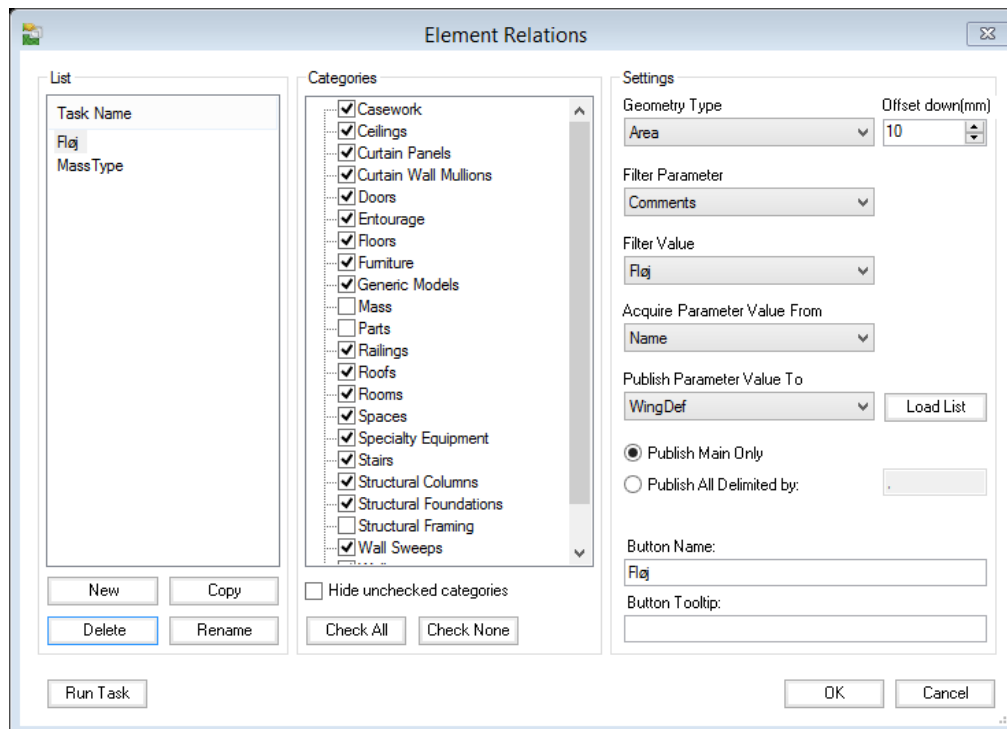 Element Relations
List
Task Name
Fløj
MassType
New
Copy
Delete
Rename
Run Task
Categories
Casework
Ceilings
Curtain Panels
Curtain Wall Mullions
Doors
Entourage
Floors
Furniture
Generic Models
Mass
Parts
Railings
Roofs
Rooms
Spaces
Specialty Equipment
Stairs
Structural Columns
Structural Foundations
Structural Framing
Wall Sweeps
Hide unchecked categories
Check All
Check None
Settings
Geometry Type
Offset down(mm)
Area
10
Filter Parameter
Comments
Filter Value
Fløj
Acquire Parameter Value From
Name
Publish Parameter Value To
WingDef
Load List
Publish Main Only
Publish All Delimited by:
Button Name:
Fløj
Button Tooltip:
OK
Cancel